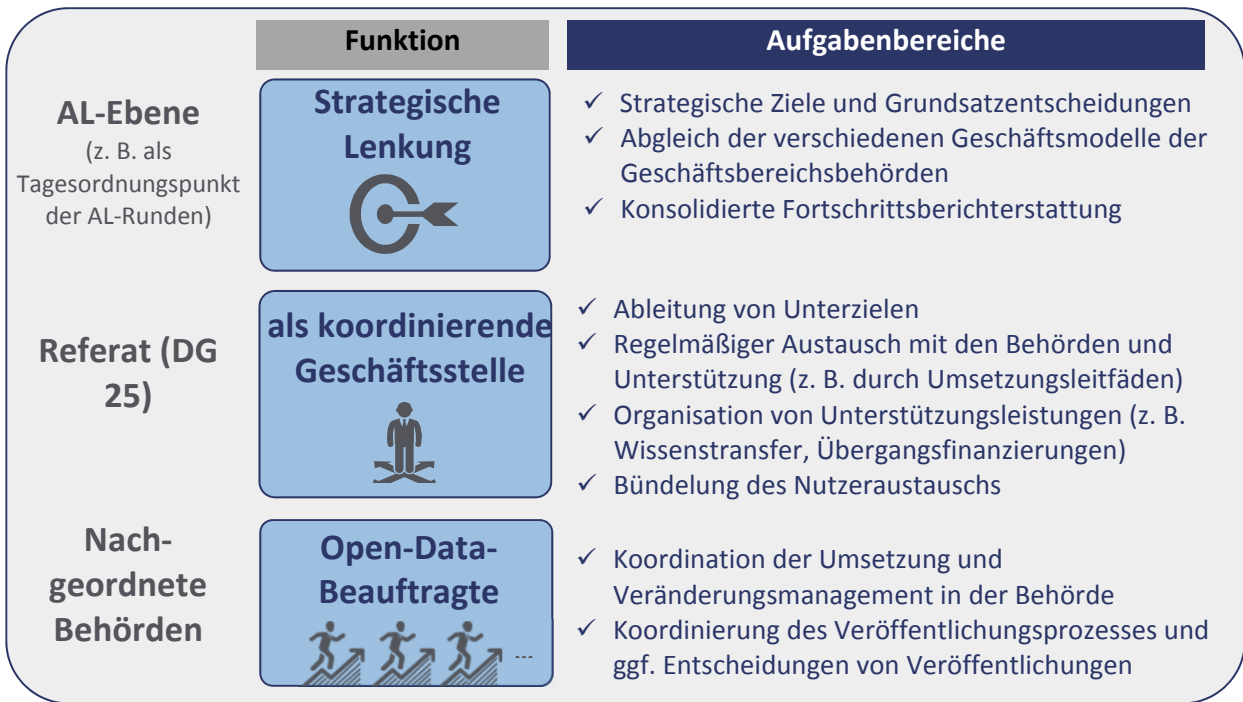 Funktion
Aufgabenbereiche
AL-Ebene
(z. B. als
Tagesordnungspunkt
der AL-Runden)
Strategische
Lenkung
✓ Strategische Ziele und Grundsatzentscheidungen
✓ Abgleich der verschiedenen Geschäftsmodelle der
Geschäftsbereichsbehörden
✓ Konsolidierte Fortschrittsberichterstattung
Referat (DG
25)
als koordinierende
Geschäftsstelle
✓ Ableitung von Unterzielen
✓ Regelmäßiger Austausch mit den Behörden und
Unterstützung (z. B. durch Umsetzungsleitfäden)
✓ Organisation von Unterstützungsleistungen (z. B.
Wissenstransfer, Übergangsfinanzierungen)
✓ Bündelung des Nutzeraustauschs
Nach-
geordnete
Behörden
Open-Data-
Beauftragte
...
✓ Koordination der Umsetzung und
Veränderungsmanagement in der Behörde
✓ Koordinierung des Veröffentlichungsprozesses und
ggf. Entscheidungen von Veröffentlichungen